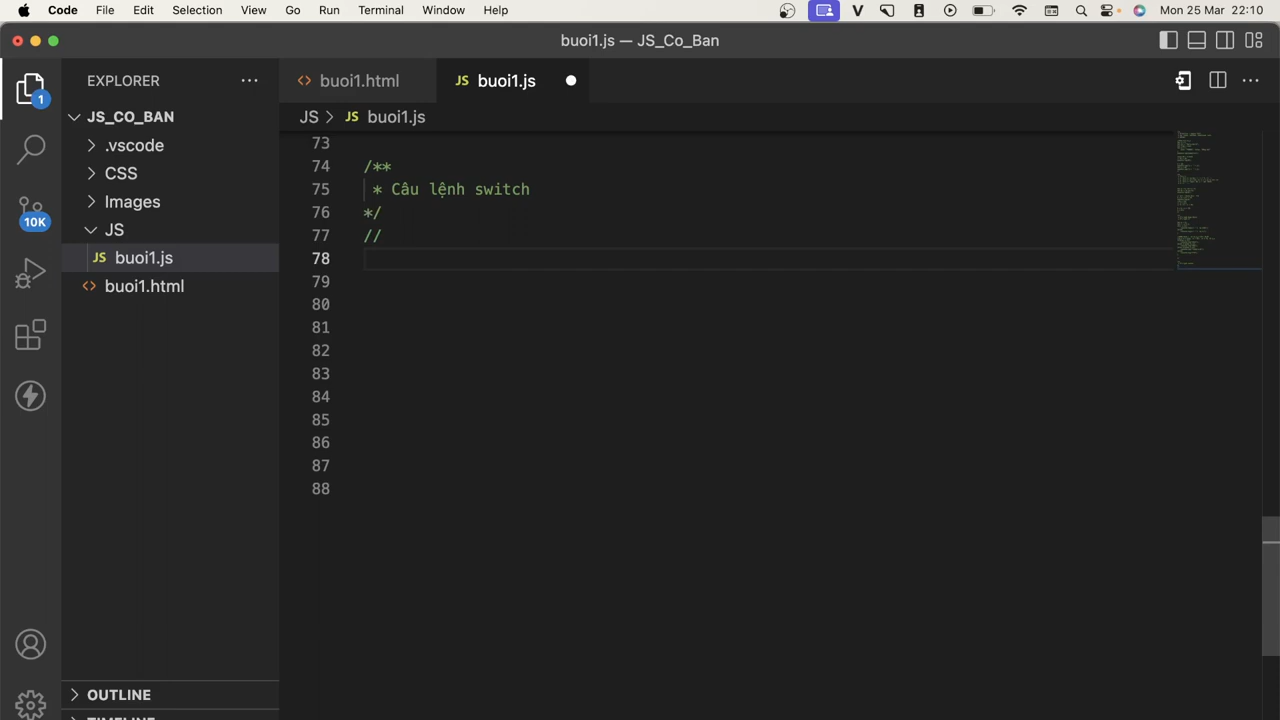 Code File Edit Selection View Go Run Terminal Window Help Mon 25 Mar 22:10
buoi1.js — JS_Co_Ban
EXPLORER
buoi1.html
JS buoi1.js
1
JS_CO_BAN
JS > JS buoi1.js
.vscode
CSS
Images
JS
JS buoi1.js
buoi1.html
10K
73
74 /**
75 * Câu lệnh switch
76 */
77 //
78
79
80
81
82
83
84
85
86
87
88
OUTLINE